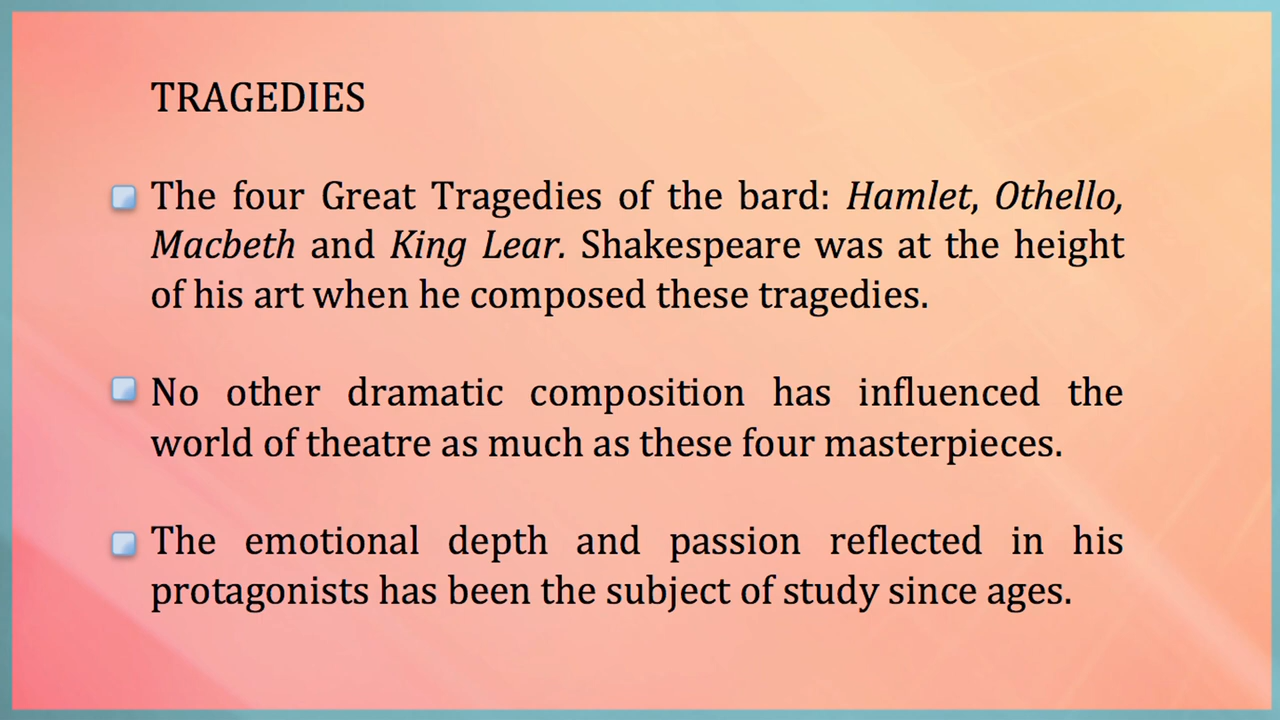 TRAGEDIES
The four Great Tragedies of the bard: Hamlet, Othello,
Macbeth and King Lear. Shakespeare was at the height
of his art when he composed these tragedies.
No other dramatic composition has influenced the
world of theatre as much as these four masterpieces.
The emotional depth and passion reflected in his
protagonists has been the subject of study since ages.